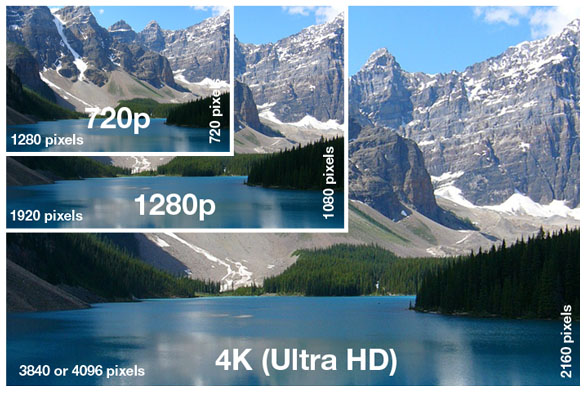 720p
1280 pixels
720 pixels
1280p
1920 pixels
1080 pixels
4K (Ultra HD)
3840 or 4096 pixels
2160 pixels